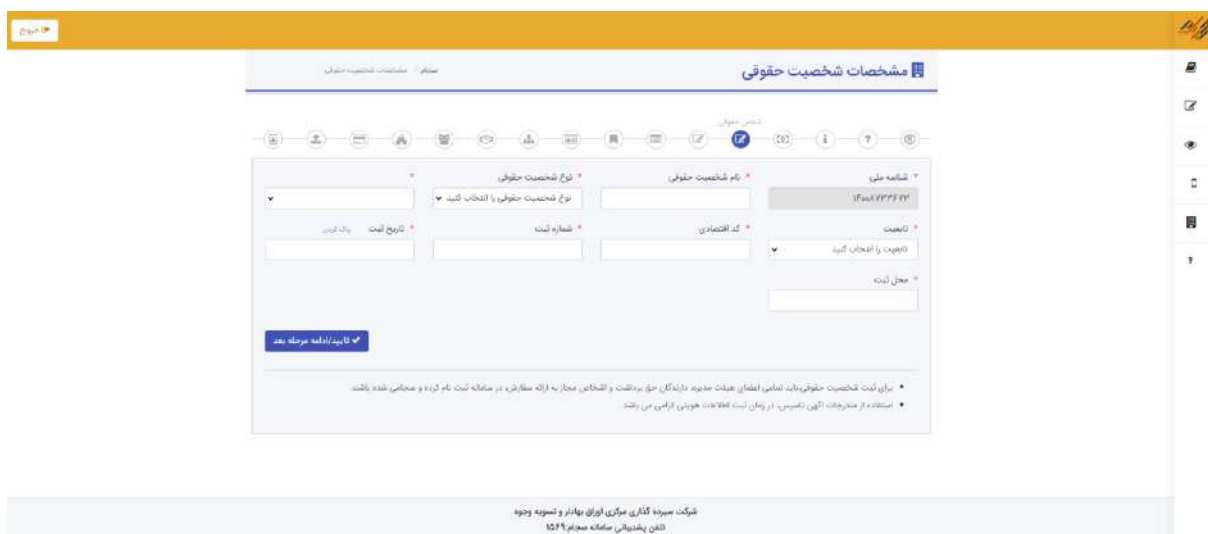 خروج
مشخصات شخصیت حقوقی
سجام / مشخصات شخصیت حقوقی
شخص حقوقی
* شناسه ملی
* نام شخصیت حقوقی
* نوع شخصیت حقوقی
*
۱۴۰۰۸۷۳۳۶۷۳
نوع شخصیت حقوقی را انتخاب کنید
* تابعیت
* کد اقتصادی
* شماره ثبت
* تاریخ ثبت پاک کردن
تابعیت را انتخاب کنید
* محل ثبت
تایید/ادامه مرحله بعد
برای ثبت شخصیت حقوقی،باید تمامی اعضای هیئت مدیره، دارندگان حق برداشت و اشخاص مجاز به ارائه سفارش، در سامانه ثبت نام کرده و سجامی شده باشند.
استفاده از مندرجات آگهی تاسیس، در زمان ثبت اطلاعات هویتی الزامی می باشد.
شرکت سپرده گذاری مرکزی اوراق بهادار و تسویه وجوه
تلفن پشتیبانی سامانه سجام:۱۵۶۹